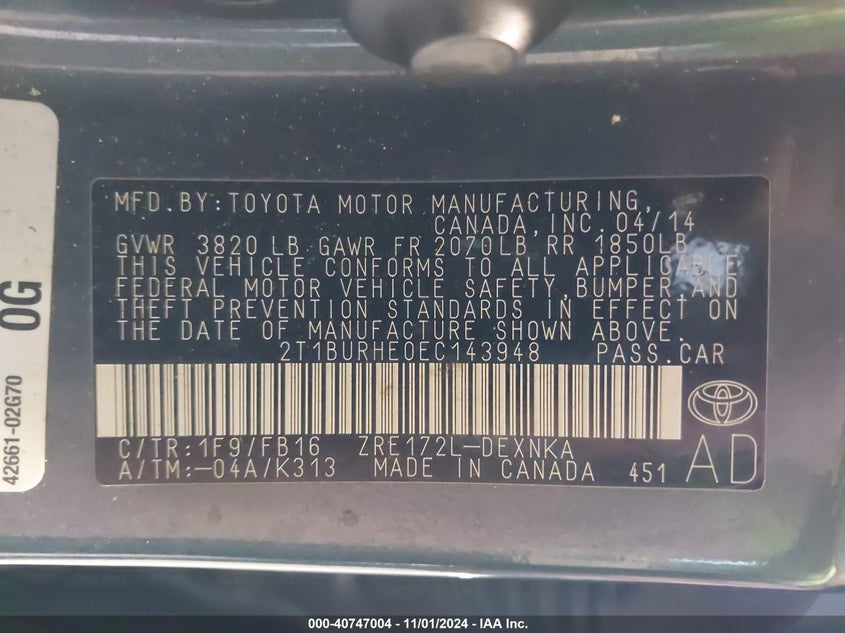 MFD.BY:TOYOTA MOTOR MANUFACTURING,
CANADA,INC. 04/14
GVWR 3820 LB GAWR FR 2070LB RR 1850LB
THIS VEHICLE CONFORMS TO ALL APPLICABLE
FEDERAL MOTOR VEHICLE SAFETY,BUMPER,AND
THEFT PREVENTION STANDARDS IN EFFECT ON
THE DATE OF MANUFACTURE SHOWN ABOVE.
2T1BURHE0EC143948 PASS.CAR
C/TR:1F9/FB16 ZRE172L-DEXNKA
A/TM:-04A/K313 MADE IN CANADA 451 AD
0G
42661-02G70
000-40747004 - 11/01/2024 - IAA Inc.